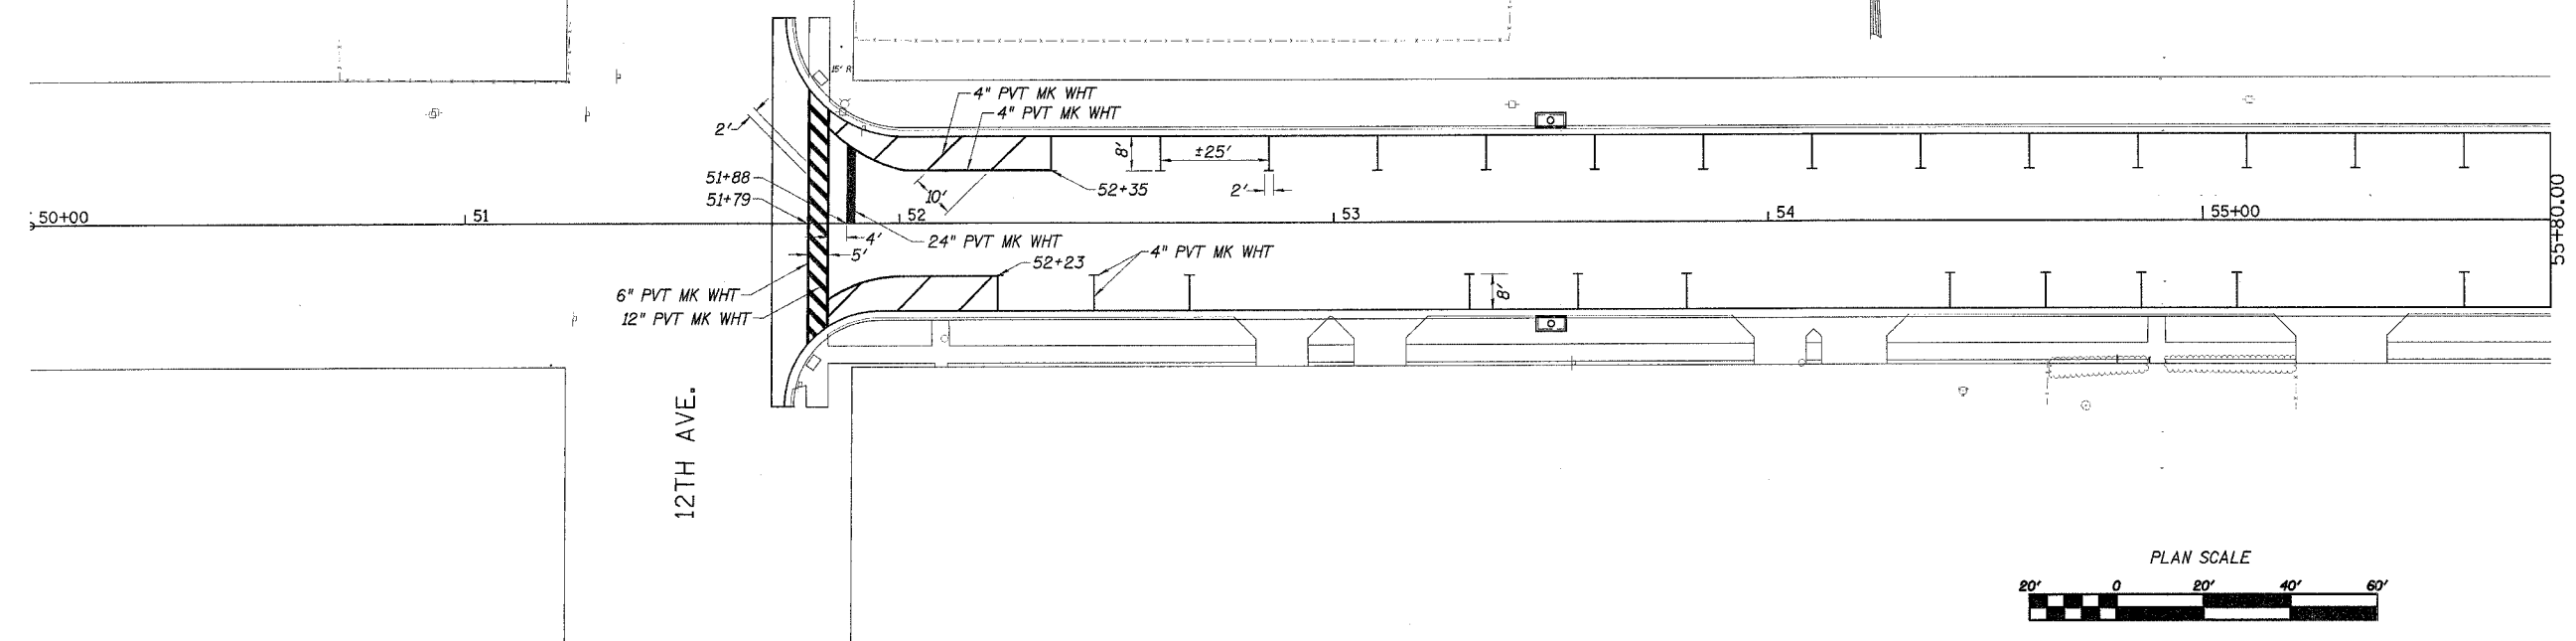 15' R
4" PVT MK WHT
4" PVT MK WHT
2'
8'
±25'
51+88
52+35
2'
10'
51+79
50+00
51
52
53
54
55+00
55+80.00
4'
24" PVT MK WHT
5'
4" PVT MK WHT
52+23
6" PVT MK WHT
8'
12" PVT MK WHT
12TH AVE.
PLAN SCALE
20' 0 20' 40' 60'